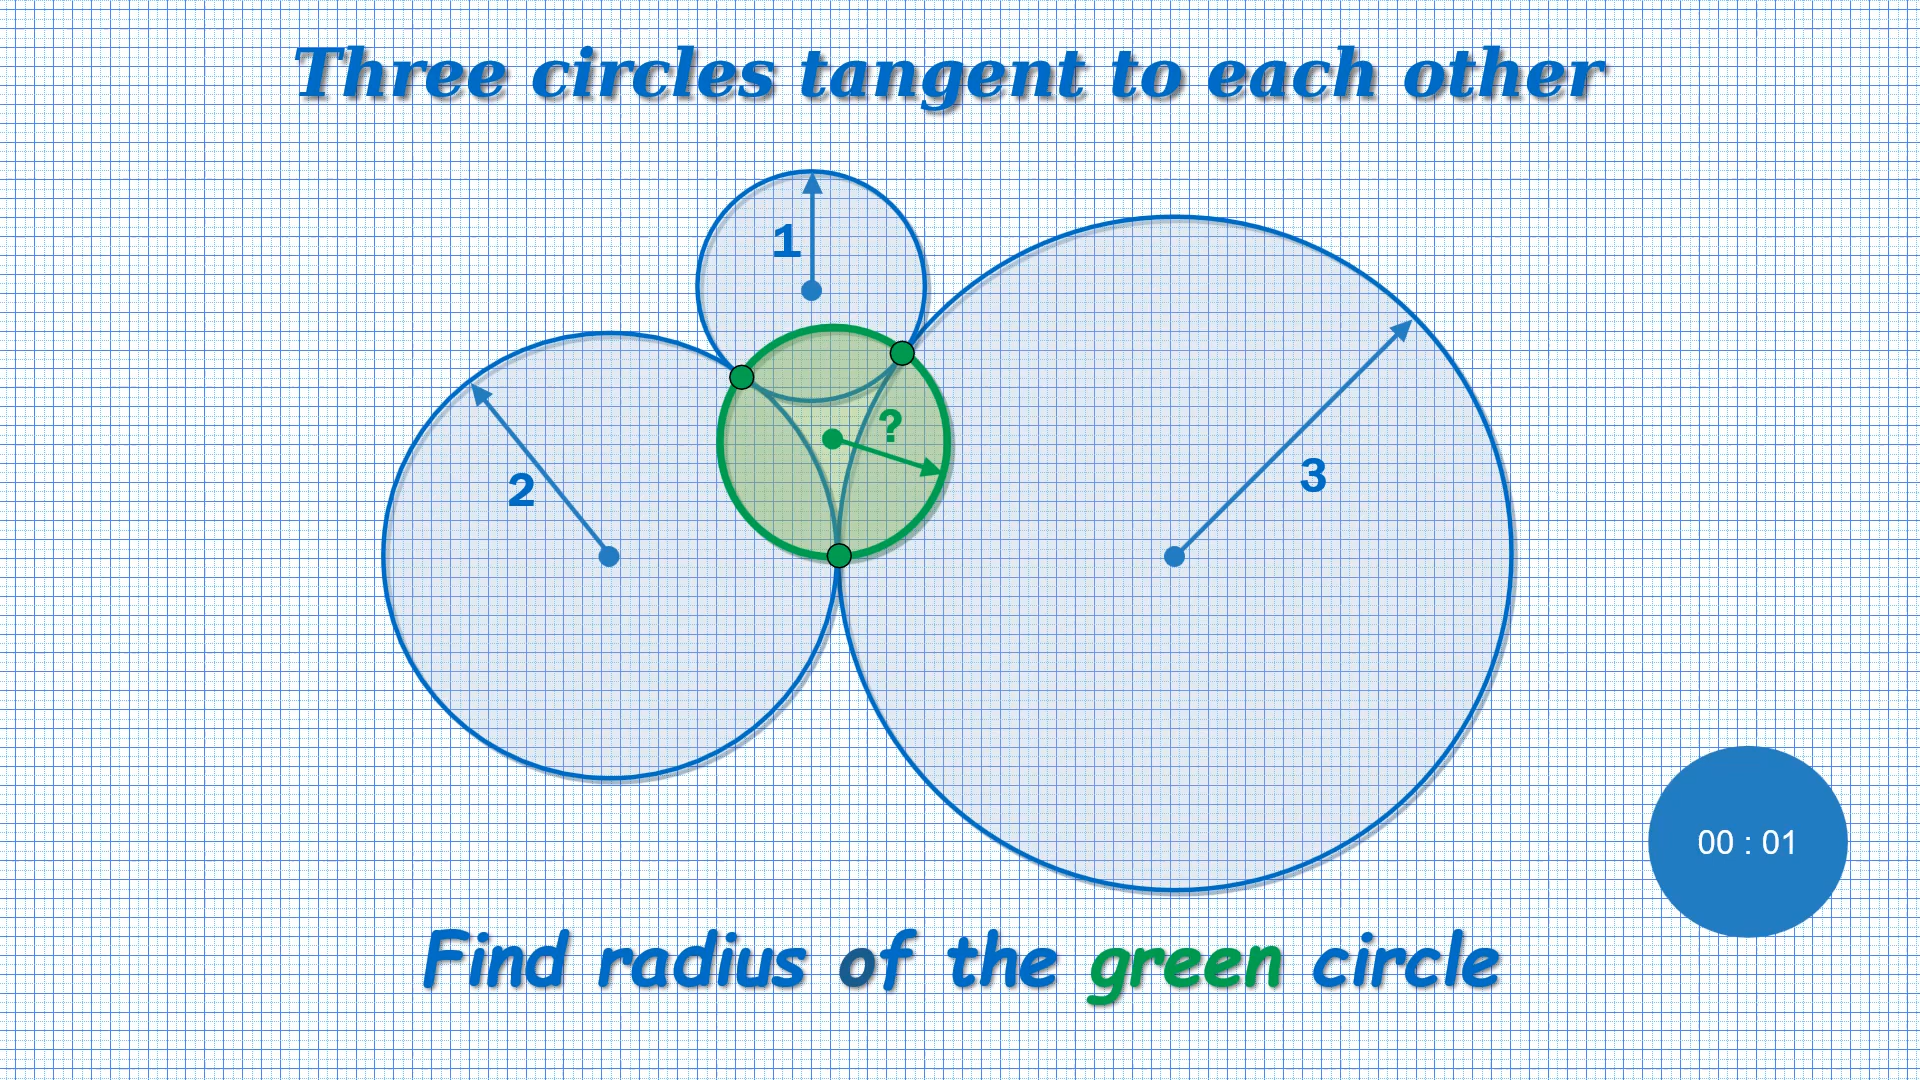 Three circles tangent to each other
1
?
2
3
00 : 01
Find radius of the green circle